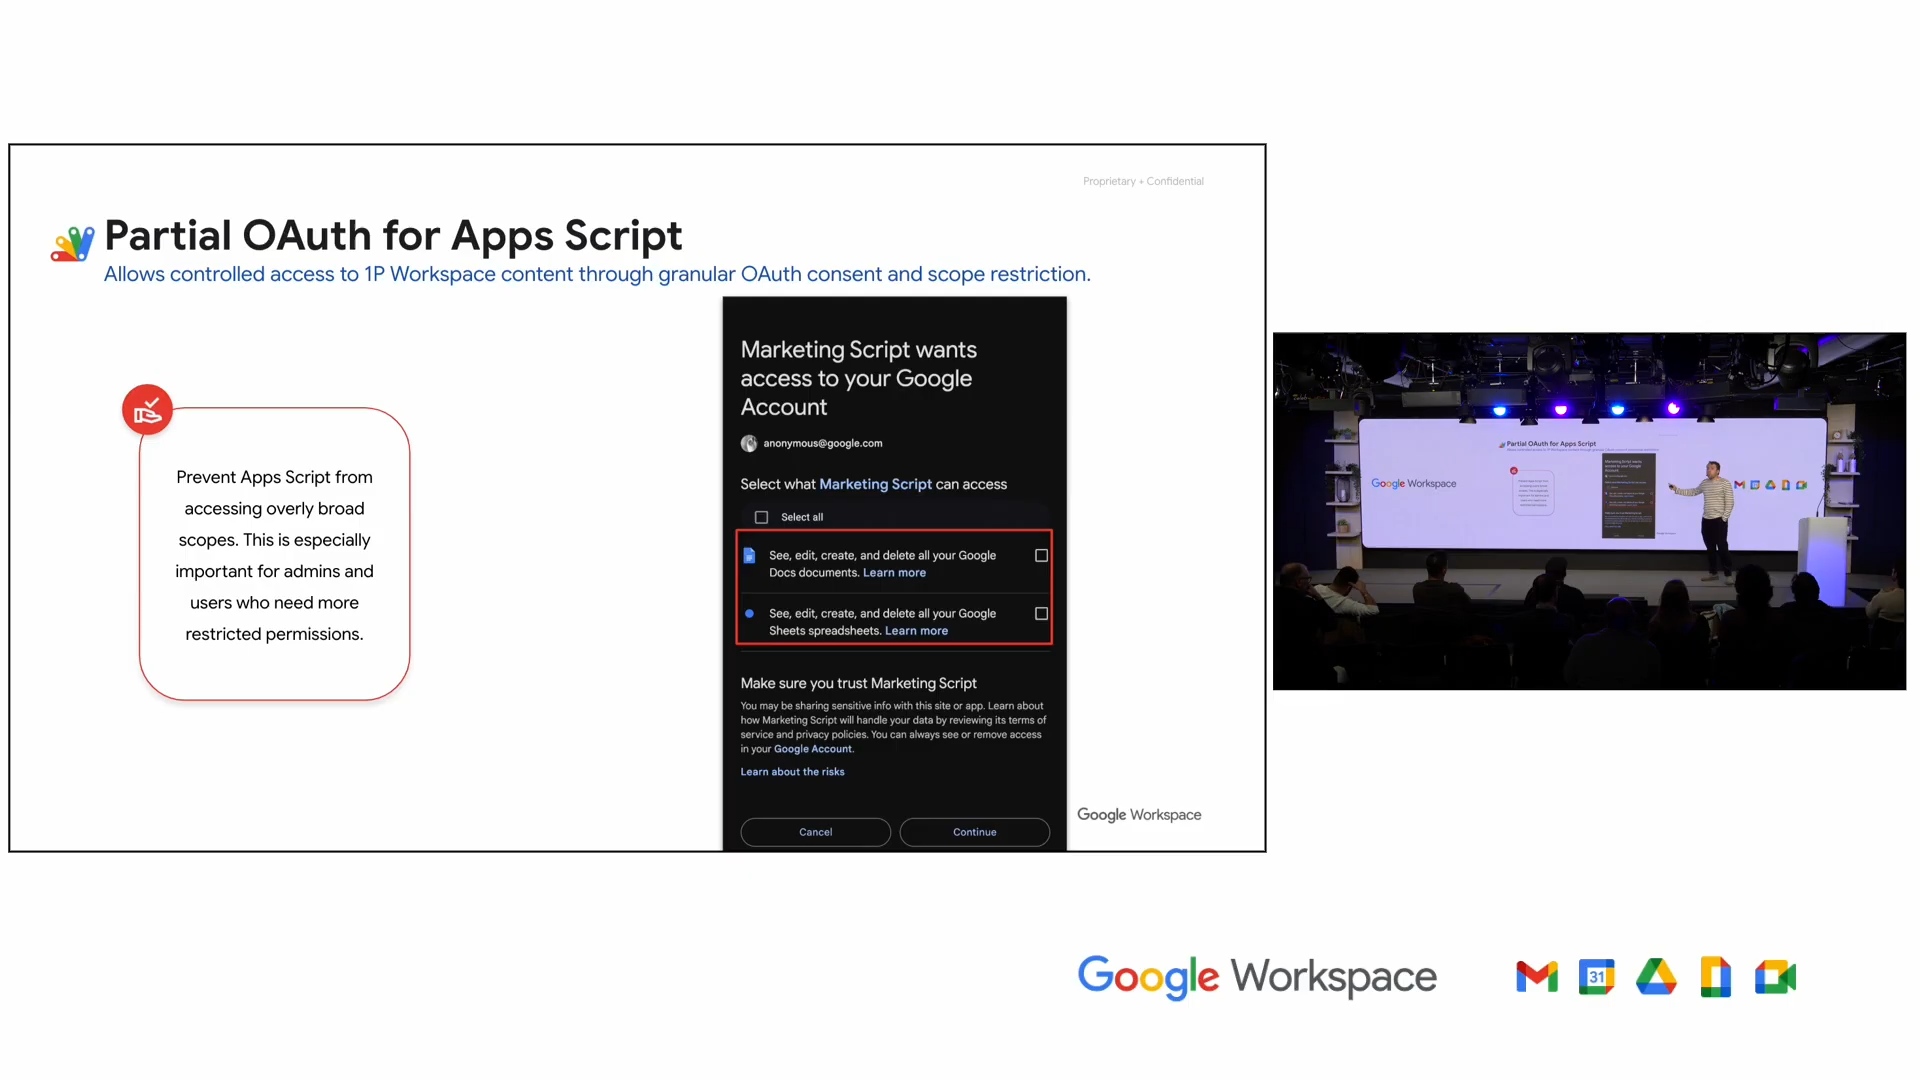 Proprietary + Confidential
Partial OAuth for Apps Script
Allows controlled access to 1P Workspace content through granular OAuth consent and scope restriction.
Prevent Apps Script from
accessing overly broad
scopes. This is especially
important for admins and
users who need more
restricted permissions.
Marketing Script wants
access to your Google
Account
anonymous@google.com
Select what Marketing Script can access
Select all
See, edit, create, and delete all your Google
Docs documents. Learn more
See, edit, create, and delete all your Google
Sheets spreadsheets. Learn more
Make sure you trust Marketing Script
You may be sharing sensitive info with this site or app. Learn about
how Marketing Script will handle your data by reviewing its terms of
service and privacy policies. You can always see or remove access
in your Google Account.
Learn about the risks
Cancel
Continue
Google Workspace
Partial OAuth for Apps Script
Google Workspace
Google Workspace
31